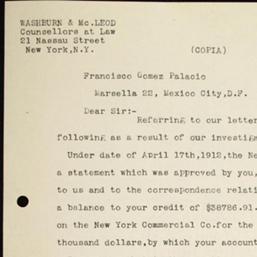 WASHBURN & Mc.LEOD
Counsellors at Law
21 Nassau Street
New York,N.Y.
(COPIA)
Francisco Gomez Palacio
Marsella 22, Mexico City,D.F.
Dear Sir:-
Referring to our letter
following as a result of our investig
Under date of April 17th,1912,the Ne
a statement which was approved by you,
to us and to the correspondence relati
a balance to your credit of $38786.91.
on the New York Commercial Co.for the
thousand dollars,by which your account